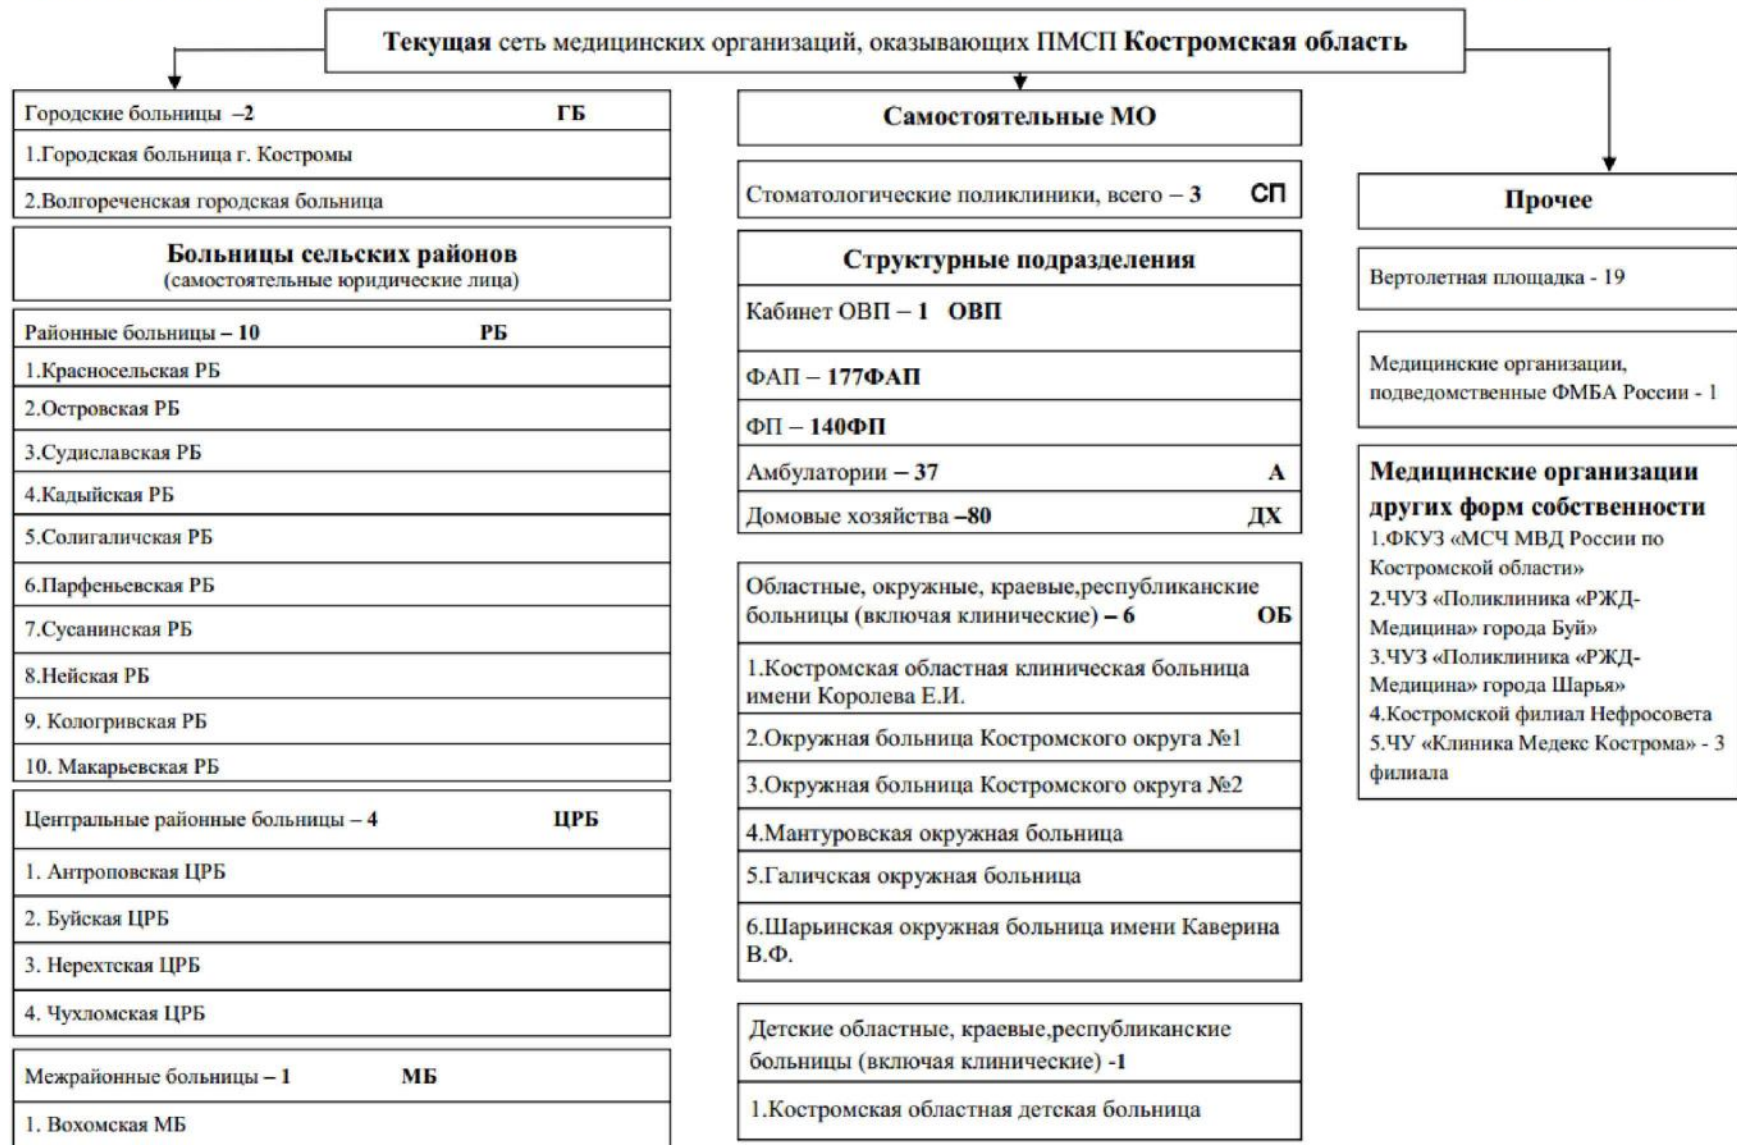 Текущая сеть медицинских организаций, оказывающих ПМСП Костромская область
Городские больницы –2 ГБ
1.Городская больница г. Костромы
2.Волгореченская городская больница
Больницы сельских районов
(самостоятельные юридические лица)
Районные больницы – 10 РБ
1.Красносельская РБ
2.Островская РБ
3.Судиславская РБ
4.Кадыйская РБ
5.Солигаличская РБ
6.Парфеньевская РБ
7.Сусанинская РБ
8.Нейская РБ
9. Кологривская РБ
10. Макарьевская РБ
Центральные районные больницы – 4 ЦРБ
1. Антроповская ЦРБ
2. Буйская ЦРБ
3. Нерехтская ЦРБ
4. Чухломская ЦРБ
Межрайонные больницы – 1 МБ
1. Вохомская МБ
Самостоятельные МО
Стоматологические поликлиники, всего – 3 СП
Структурные подразделения
Кабинет ОВП – 1 ОВП
ФАП – 177ФАП
ФП – 140ФП
Амбулатории – 37 А
Домовые хозяйства –80 ДХ
Областные, окружные, краевые,республиканские
больницы (включая клинические) – 6 ОБ
1.Костромская областная клиническая больница
имени Королева Е.И.
2.Окружная больница Костромского округа №1
3.Окружная больница Костромского округа №2
4.Мантуровская окружная больница
5.Галичская окружная больница
6.Шарьинская окружная больница имени Каверина
В.Ф.
Детские областные, краевые,республиканские
больницы (включая клинические) -1
1.Костромская областная детская больница
Прочее
Вертолетная площадка - 19
Медицинские организации,
подведомственные ФМБА России - 1
Медицинские организации
других форм собственности
1.ФКУЗ «МСЧ МВД России по
Костромской области»
2.ЧУЗ «Поликлиника «РЖД-
Медицина» города Буй»
3.ЧУЗ «Поликлиника «РЖД-
Медицина» города Шарья»
4.Костромской филиал Нефросовета
5.ЧУ «Клиника Медекс Кострома» - 3
филиала